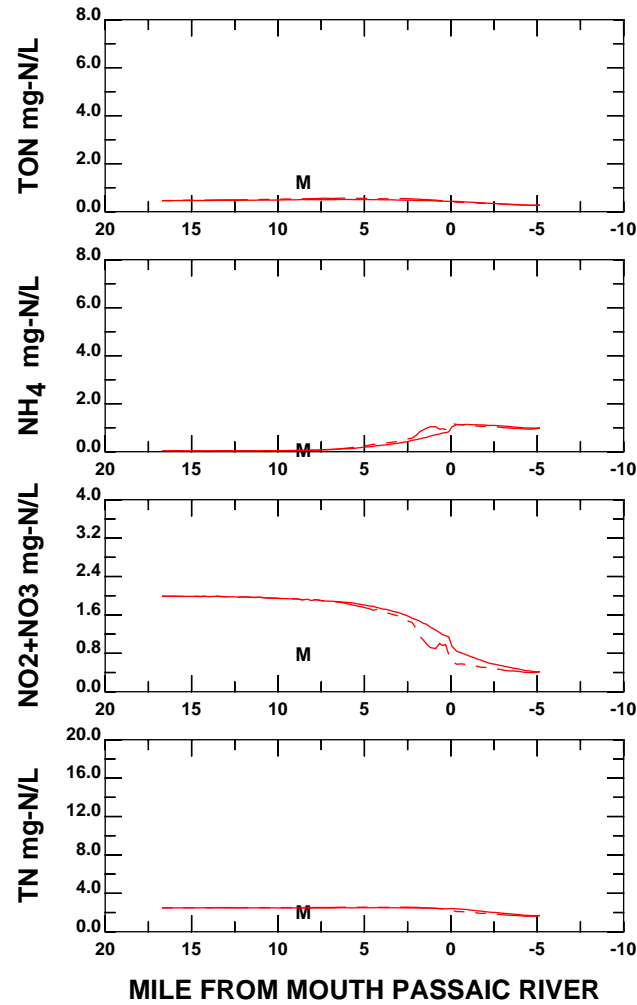 TON mg-N/L
8.0
6.0
4.0
2.0
0.0
M
20 15 10 5 0 -5 -10
NH4 mg-N/L
8.0
6.0
4.0
2.0
0.0
M
20 15 10 5 0 -5 -10
NO2+NO3 mg-N/L
4.0
3.2
2.4
1.6
0.8
0.0
M
20 15 10 5 0 -5 -10
TN mg-N/L
20.0
16.0
12.0
8.0
4.0
0.0
M
20 15 10 5 0 -5 -10
MILE FROM MOUTH PASSAIC RIVER